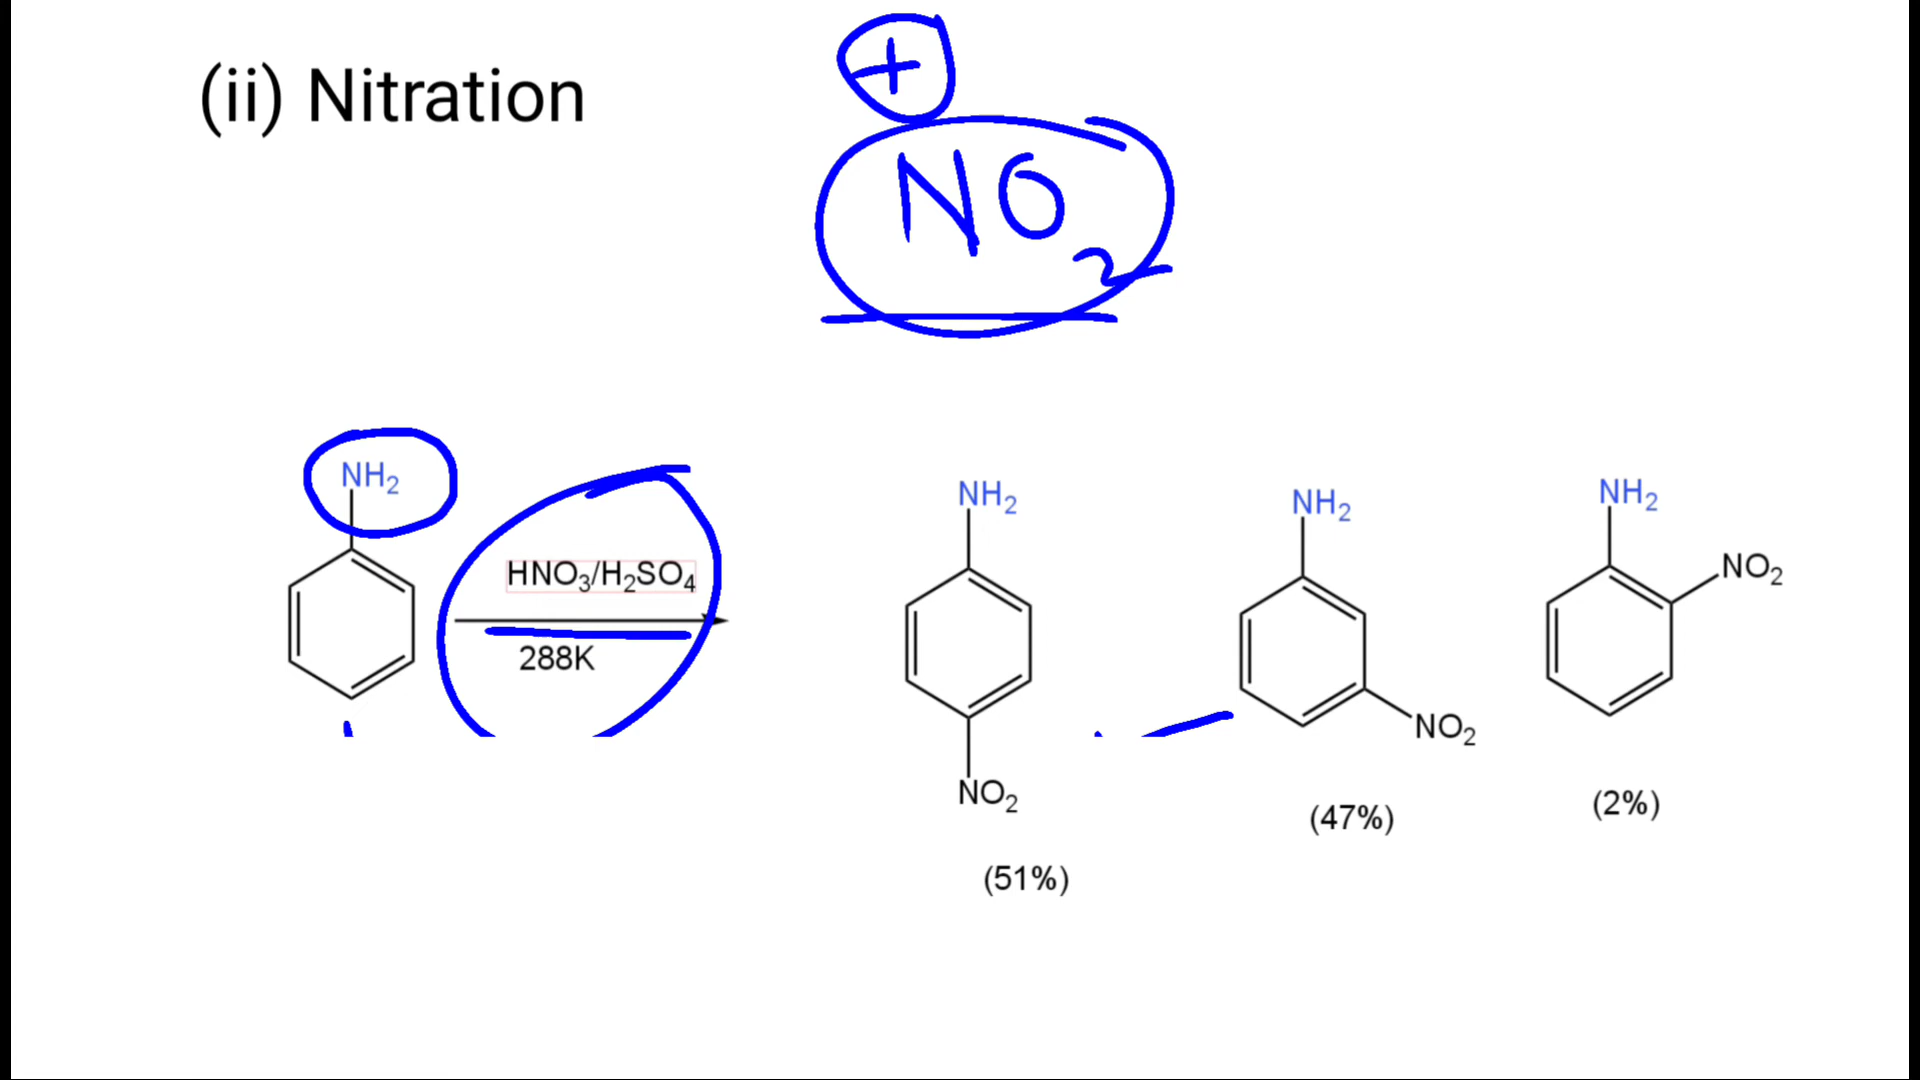 (ii) Nitration
+
NO2
NH2
HNO3/H2SO4
288K
NH2
NO2
(51%)
NH2
NO2
(47%)
NH2
NO2
(2%)